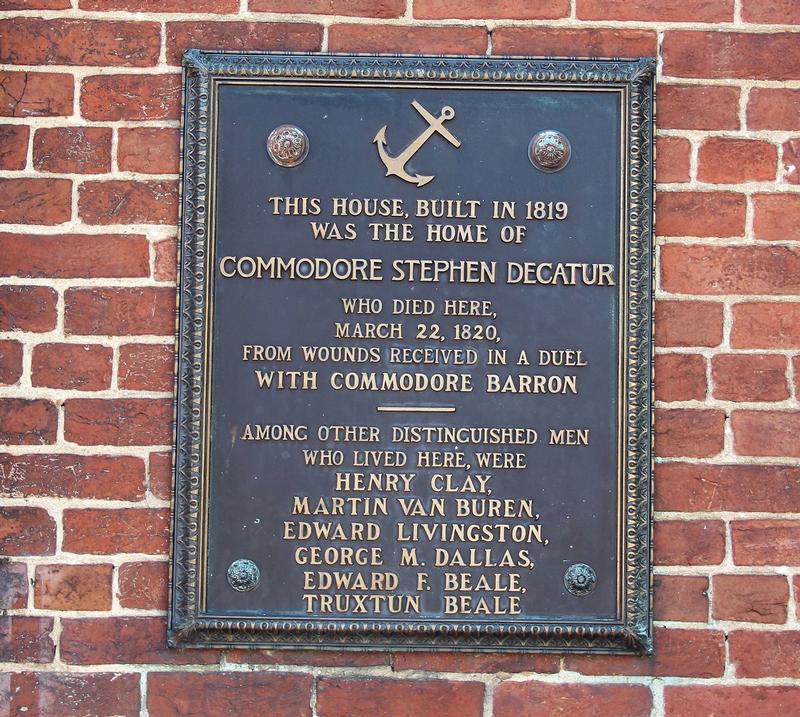 THIS HOUSE, BUILT IN 1819
WAS THE HOME OF
COMMODORE STEPHEN DECATUR
WHO DIED HERE,
MARCH 22, 1820,
FROM WOUNDS RECEIVED IN A DUEL
WITH COMMODORE BARRON
AMONG OTHER DISTINGUISHED MEN
WHO LIVED HERE, WERE
HENRY CLAY,
MARTIN VAN BUREN,
EDWARD LIVINGSTON,
GEORGE M. DALLAS,
EDWARD F. BEALE,
TRUXTUN BEALE